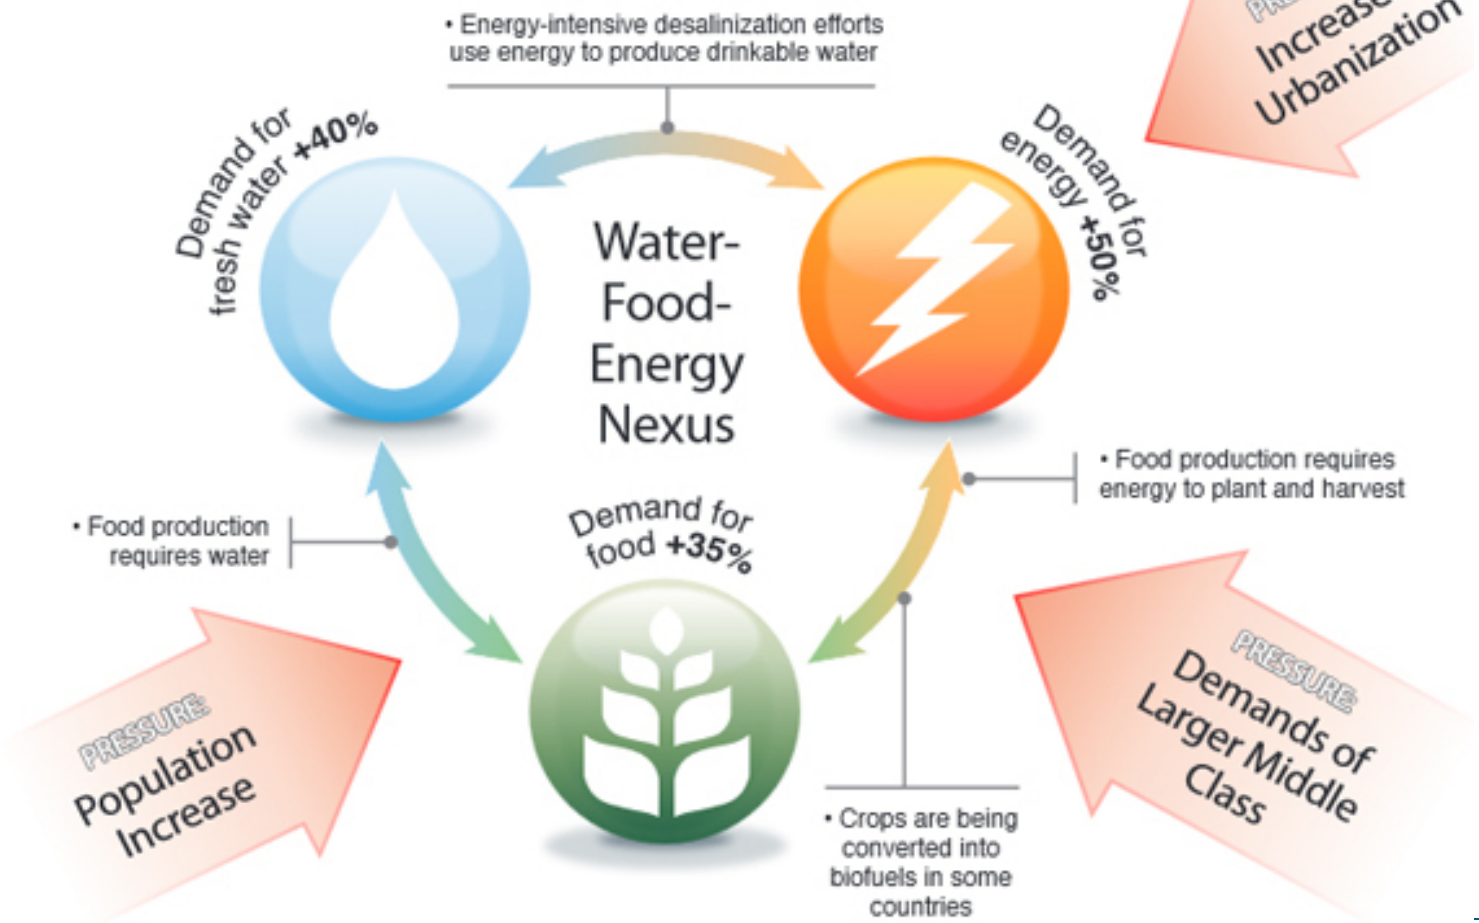 • Energy-intensive desalinization efforts
use energy to produce drinkable water
Increase
Urbanization
Demand for
fresh water +40%
Demand for
energy +50%
Water-
Food-
Energy
Nexus
• Food production requires
energy to plant and harvest
• Food production
requires water
Demand for
food +35%
PRESSURE:
Population
Increase
PRESSURE:
Demands of
Larger Middle
Class
• Crops are being
converted into
biofuels in some
countries